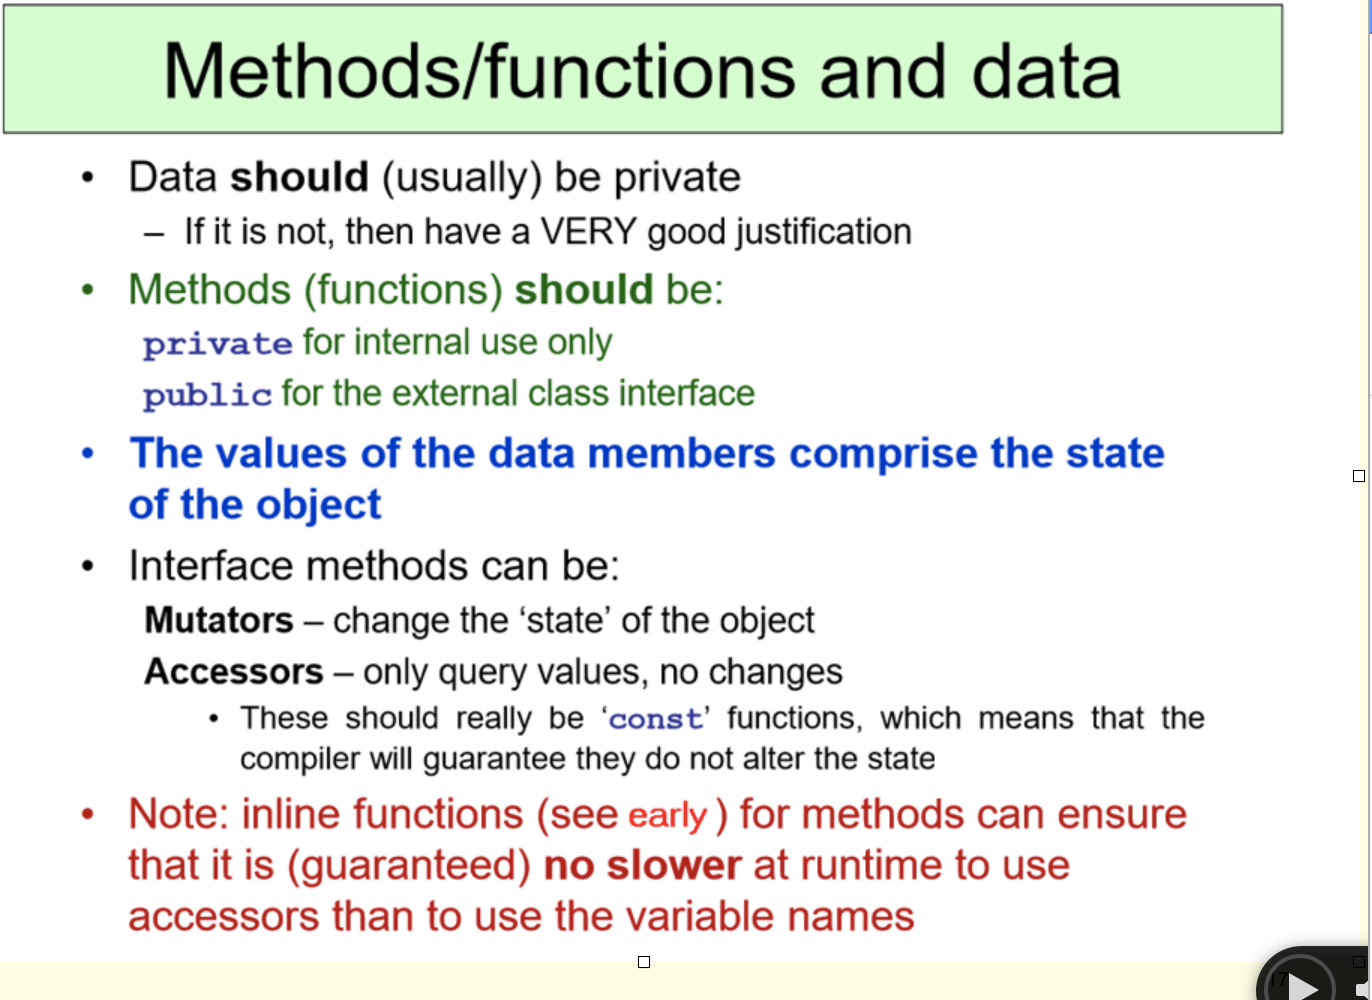 Methods/functions and data
• Data should (usually) be private
– If it is not, then have a VERY good justification
• Methods (functions) should be:
private for internal use only
public for the external class interface
• The values of the data members comprise the state
of the object
• Interface methods can be:
Mutators – change the ‘state’ of the object
Accessors – only query values, no changes
• These should really be ‘const’ functions, which means that the
compiler will guarantee they do not alter the state
• Note: inline functions (see early ) for methods can ensure
that it is (guaranteed) no slower at runtime to use
accessors than to use the variable names
17